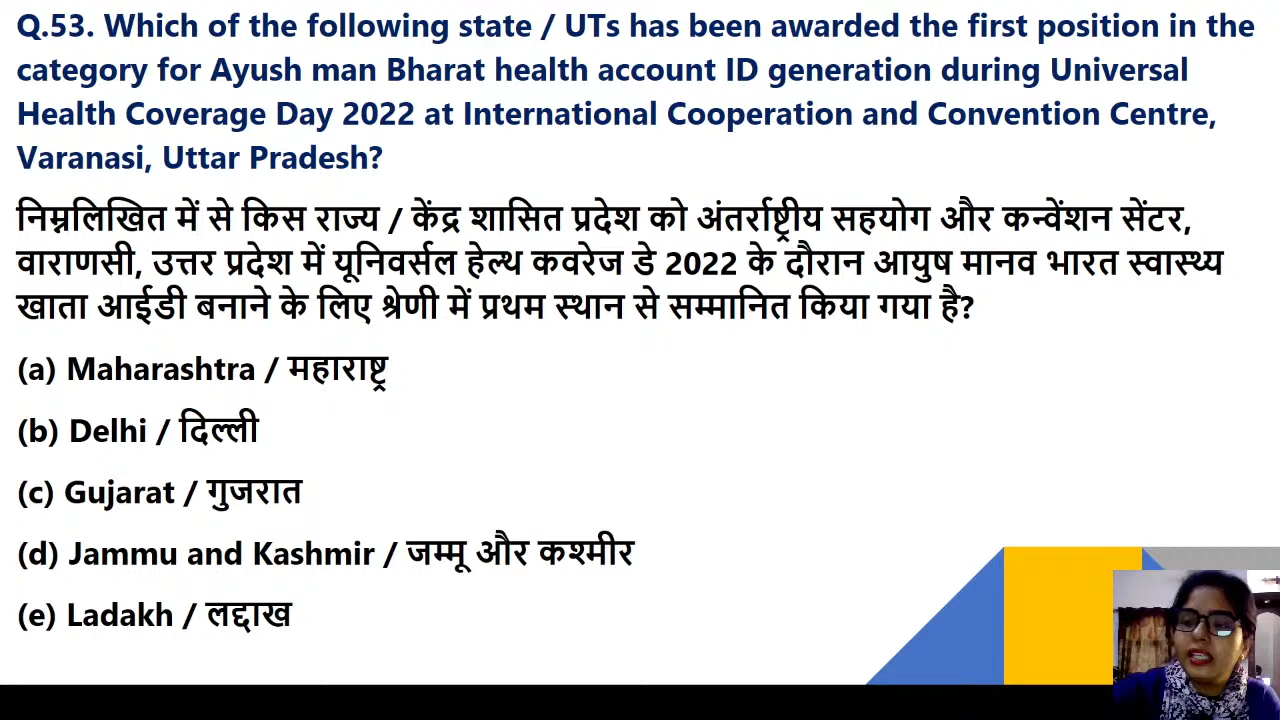 Q.53. Which of the following state / UTs has been awarded the first position in the
category for Ayush man Bharat health account ID generation during Universal
Health Coverage Day 2022 at International Cooperation and Convention Centre,
Varanasi, Uttar Pradesh?
निम्नलिखित में से किस राज्य / केंद्र शासित प्रदेश को अंतर्राष्ट्रीय सहयोग और कन्वेंशन सेंटर,
वाराणसी, उत्तर प्रदेश में यूनिवर्सल हेल्थ कवरेज डे 2022 के दौरान आयुष मानव भारत स्वास्थ्य
खाता आईडी बनाने के लिए श्रेणी में प्रथम स्थान से सम्मानित किया गया है?
(a) Maharashtra / महाराष्ट्र
(b) Delhi / दिल्ली
(c) Gujarat / गुजरात
(d) Jammu and Kashmir / जम्मू और कश्मीर
(e) Ladakh / लद्दाख